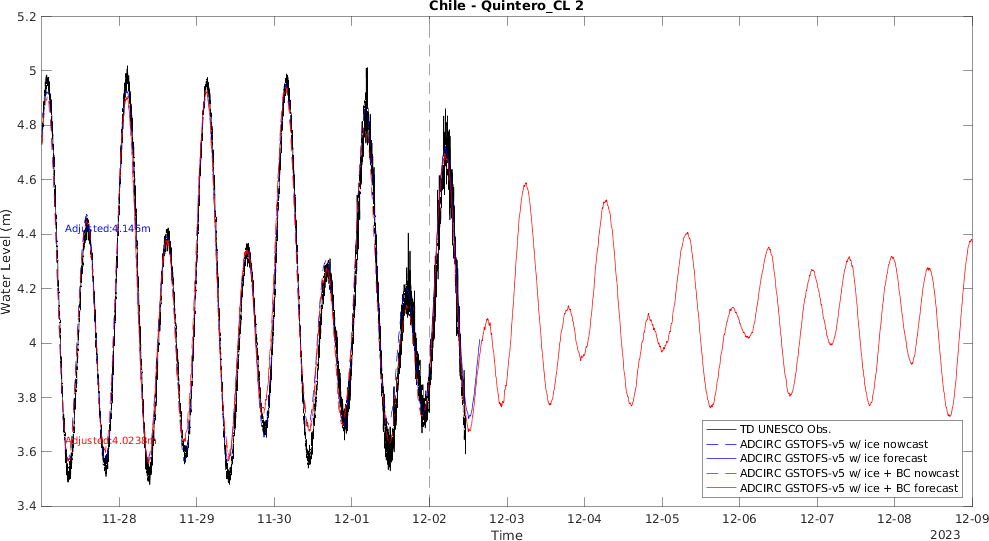 Chile - Quintero_CL 2
5.2
5
4.8
4.6
4.4
4.2
4
3.8
3.6
3.4
Water Level (m)
Adjusted:4.146m
Adjusted:4.0238m
TD UNESCO Obs.
ADCIRC GSTOFS-v5 w/ ice nowcast
ADCIRC GSTOFS-v5 w/ ice forecast
ADCIRC GSTOFS-v5 w/ ice + BC nowcast
ADCIRC GSTOFS-v5 w/ ice + BC forecast
11-28 11-29 11-30 12-01 12-02 12-03 12-04 12-05 12-06 12-07 12-08 12-09
Time
2023